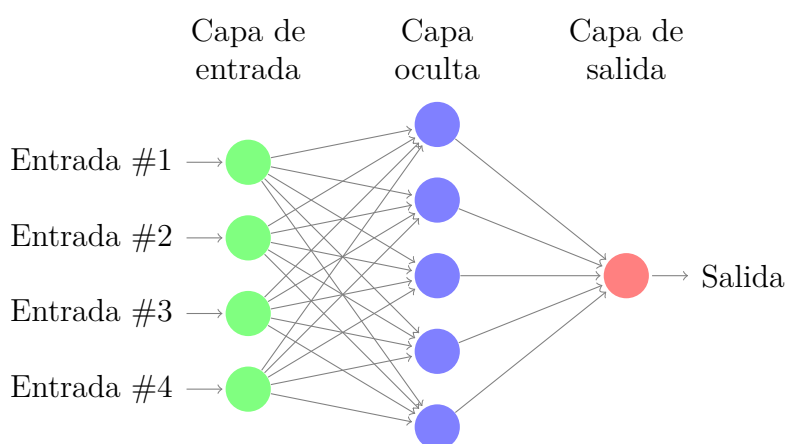 Capa de
entrada
Capa
oculta
Capa de
salida
Entrada #1
Entrada #2
Entrada #3
Entrada #4
Salida